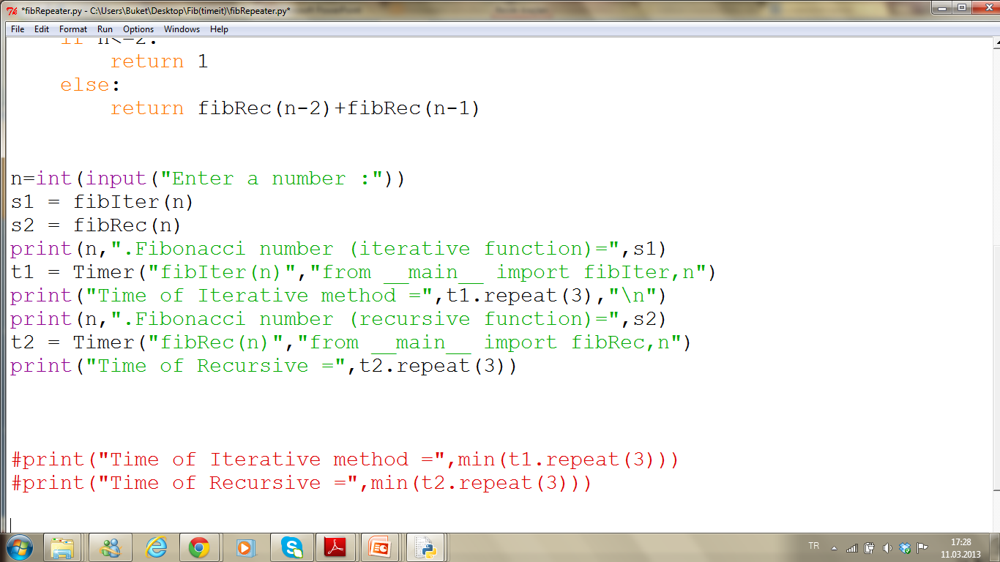 *fibRepeater.py - C:\Users\Buket\Desktop\Fib(timeit)\fibRepeater.py*
File Edit Format Run Options Windows Help
if n<=2:
return 1
else:
return fibRec(n-2)+fibRec(n-1)
n=int(input("Enter a number :"))
s1 = fibIter(n)
s2 = fibRec(n)
print(n,".Fibonacci number (iterative function)=",s1)
t1 = Timer("fibIter(n)","from __main__ import fibIter,n")
print("Time of Iterative method =",t1.repeat(3),"\n")
print(n,".Fibonacci number (recursive function)=",s2)
t2 = Timer("fibRec(n)","from __main__ import fibRec,n")
print("Time of Recursive =",t2.repeat(3))
#print("Time of Iterative method =",min(t1.repeat(3)))
#print("Time of Recursive =",min(t2.repeat(3)))
TR
17:28
11.03.2013